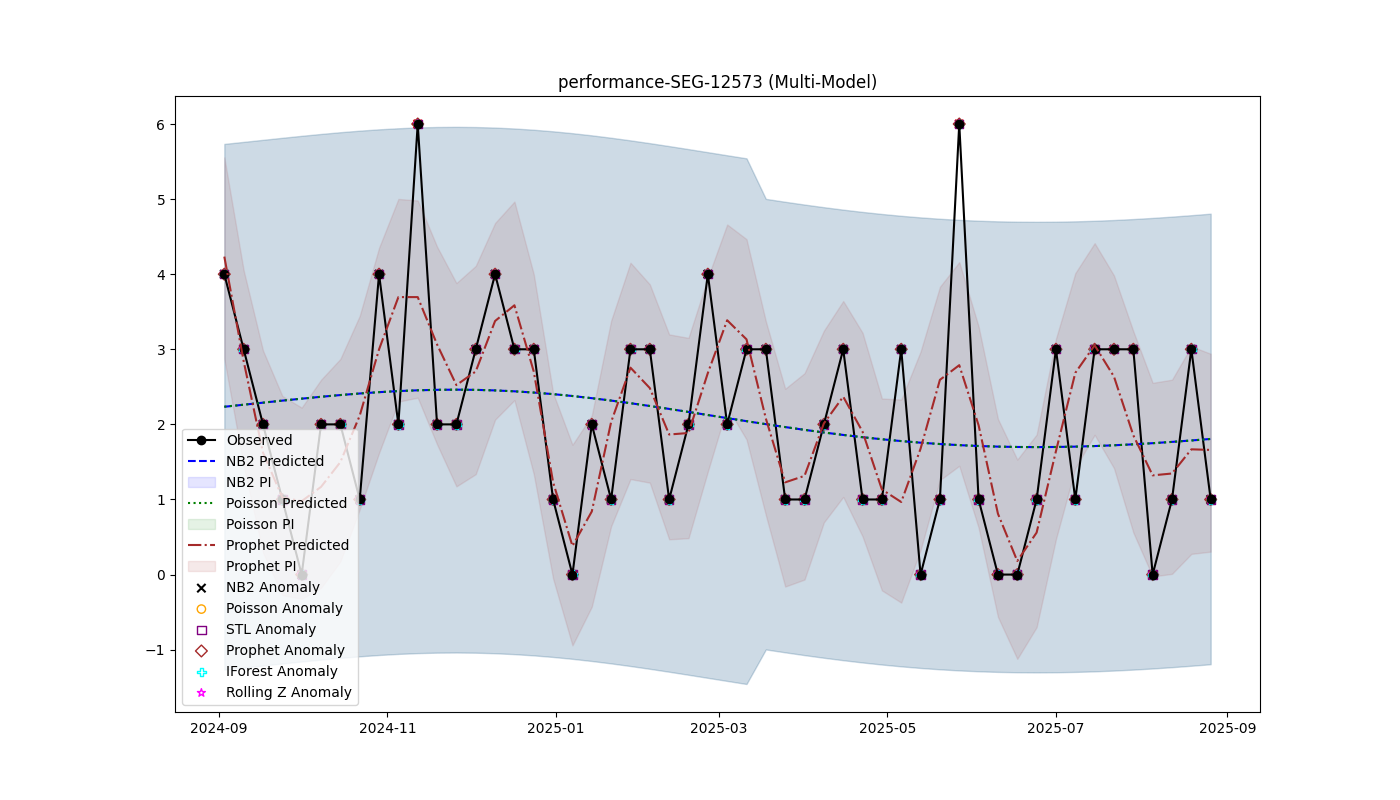 performance-SEG-12573 (Multi-Model)
6
5
4
3
2
1
0
−1
Observed
NB2 Predicted
NB2 PI
Poisson Predicted
Poisson PI
Prophet Predicted
Prophet PI
NB2 Anomaly
Poisson Anomaly
STL Anomaly
Prophet Anomaly
IForest Anomaly
Rolling Z Anomaly
2024-09 2024-11 2025-01 2025-03 2025-05 2025-07 2025-09